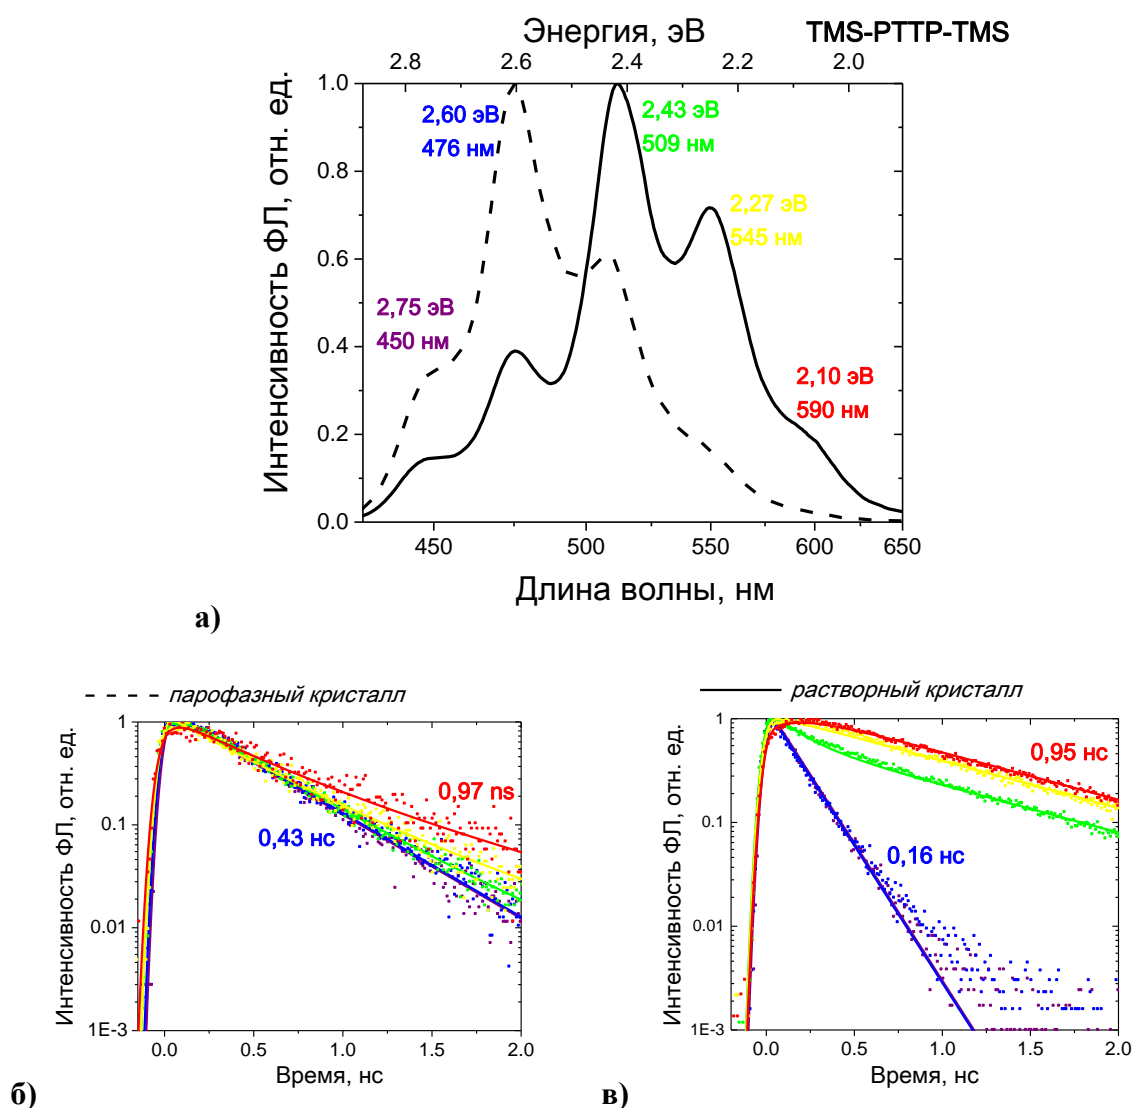 Энергия, эВ
TMS-PTTP-TMS
2.8 2.6 2.4 2.2 2.0
Интенсивность ФЛ, отн. ед.
1.0
0.8
0.6
0.4
0.2
0.0
2,60 эВ
476 нм
2,43 эВ
509 нм
2,27 эВ
545 нм
2,75 эВ
450 нм
2,10 эВ
590 нм
450 500 550 600 650
Длина волны, нм
а)
парофазный кристалл
Интенсивность ФЛ, отн. ед.
1
0.1
0.01
1E-3
0,97 ns
0,43 нс
0.0 0.5 1.0 1.5 2.0
Время, нс
б)
растворный кристалл
Интенсивность ФЛ, отн. ед.
1
0.1
0.01
1E-3
0,95 нс
0,16 нс
0.0 0.5 1.0 1.5 2.0
Время, нс
в)